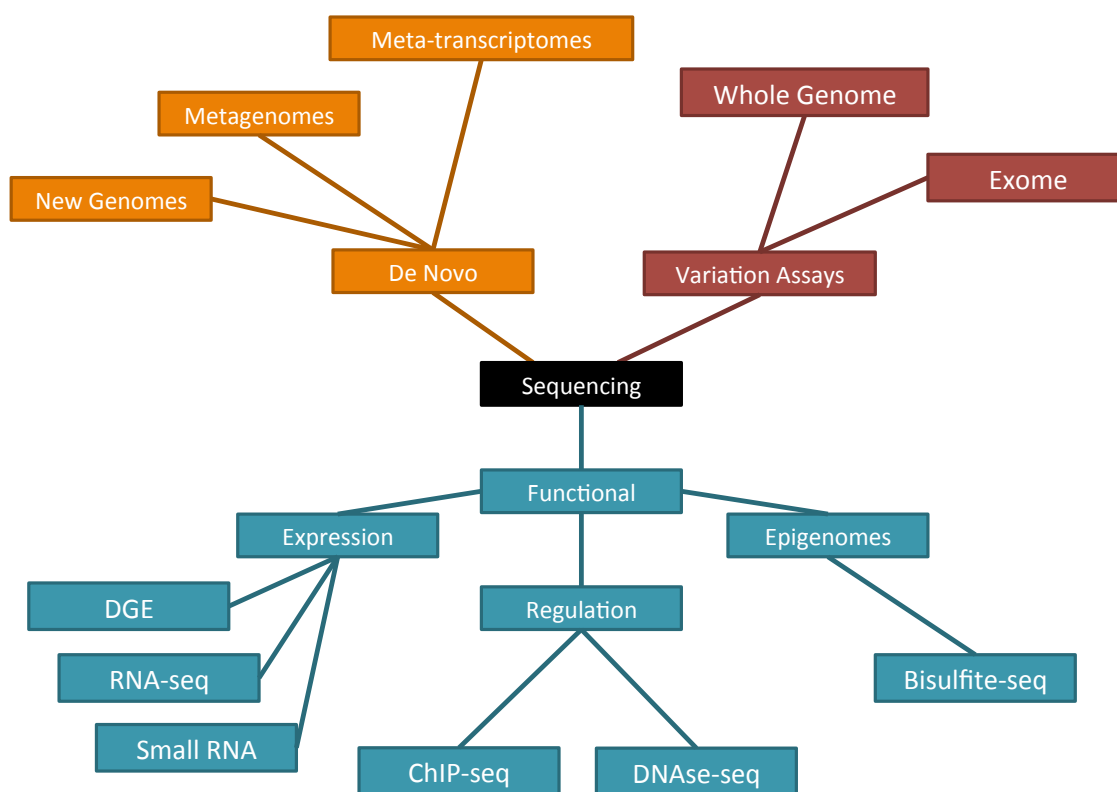 Meta-transcriptomes
Whole Genome
Metagenomes
Exome
New Genomes
De Novo
Variation Assays
Sequencing
Functional
Expression
Epigenomes
DGE
Regulation
RNA-seq
Bisulfite-seq
Small RNA
ChIP-seq
DNAse-seq